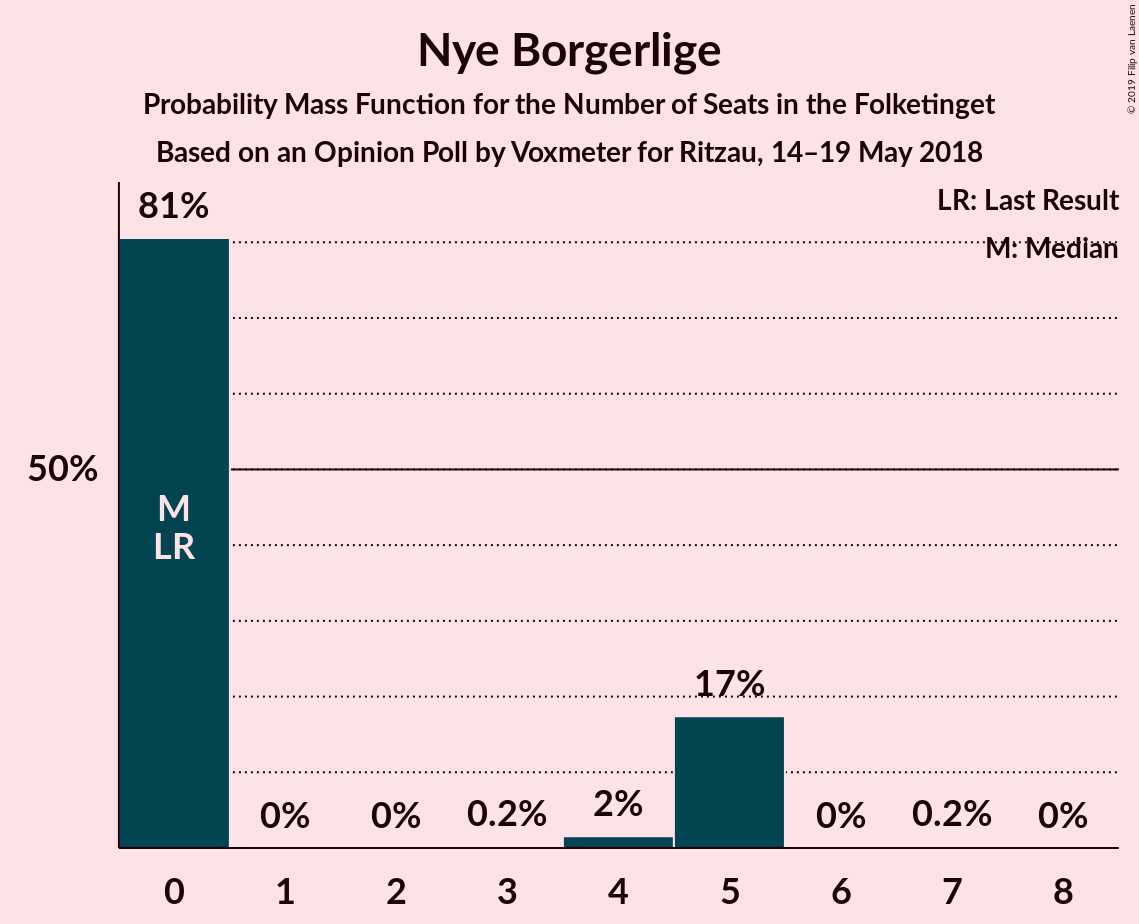 Nye Borgerlige
Probability Mass Function for the Number of Seats in the Folketinget
Based on an Opinion Poll by Voxmeter for Ritzau, 14–19 May 2018
© 2019 Filip van Laenen
LR: Last Result
M: Median
81%
50%
M
LR
0%
0%
0.2%
2%
17%
0%
0.2%
0%
0
1
2
3
4
5
6
7
8